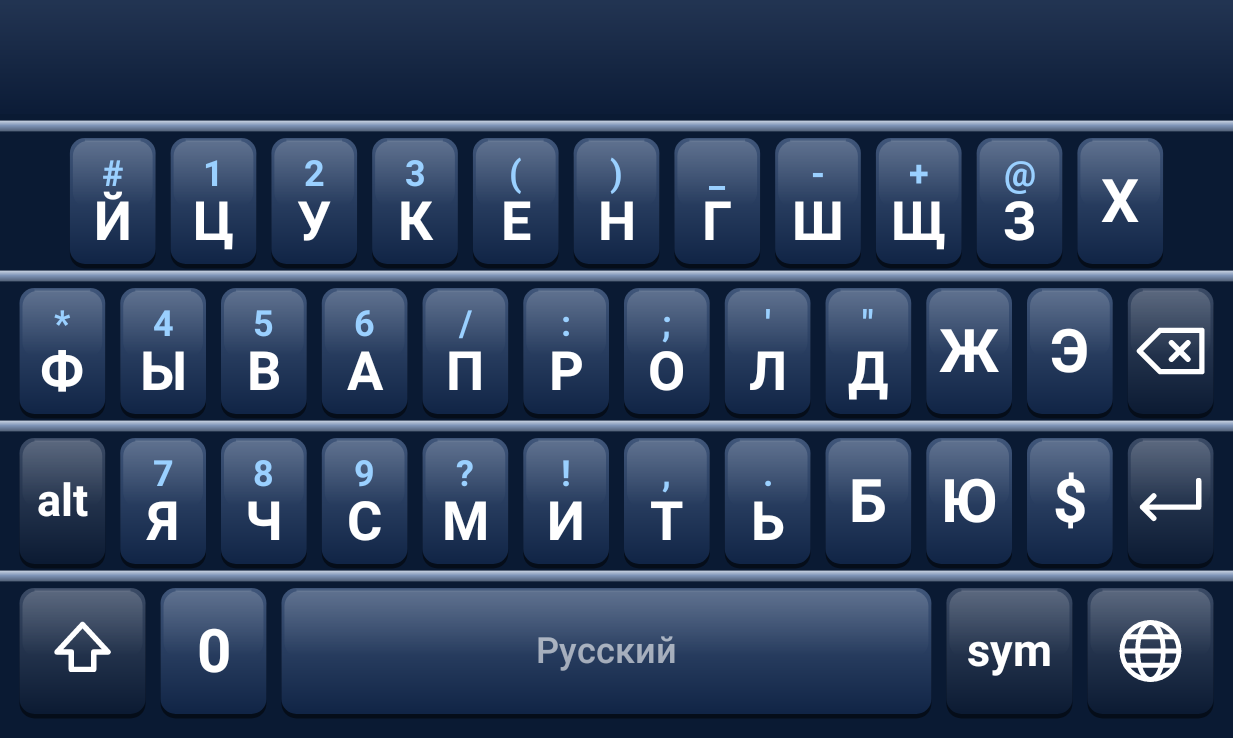 # 1 2 3 ( ) _ - + @
Й Ц У К Е Н Г Ш Щ З Х
* 4 5 6 / : ; ' "
Ф Ы В А П Р О Л Д Ж Э
7 8 9 ? ! , .
alt Я Ч С М И Т Ь Б Ю $
0 Русский sym